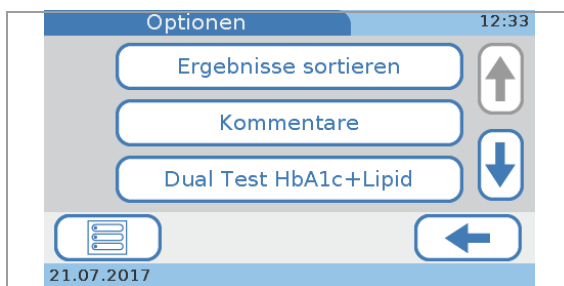 Optionen 12:33
Ergebnisse sortieren
Kommentare
Dual Test HbA1c+Lipid
21.07.2017